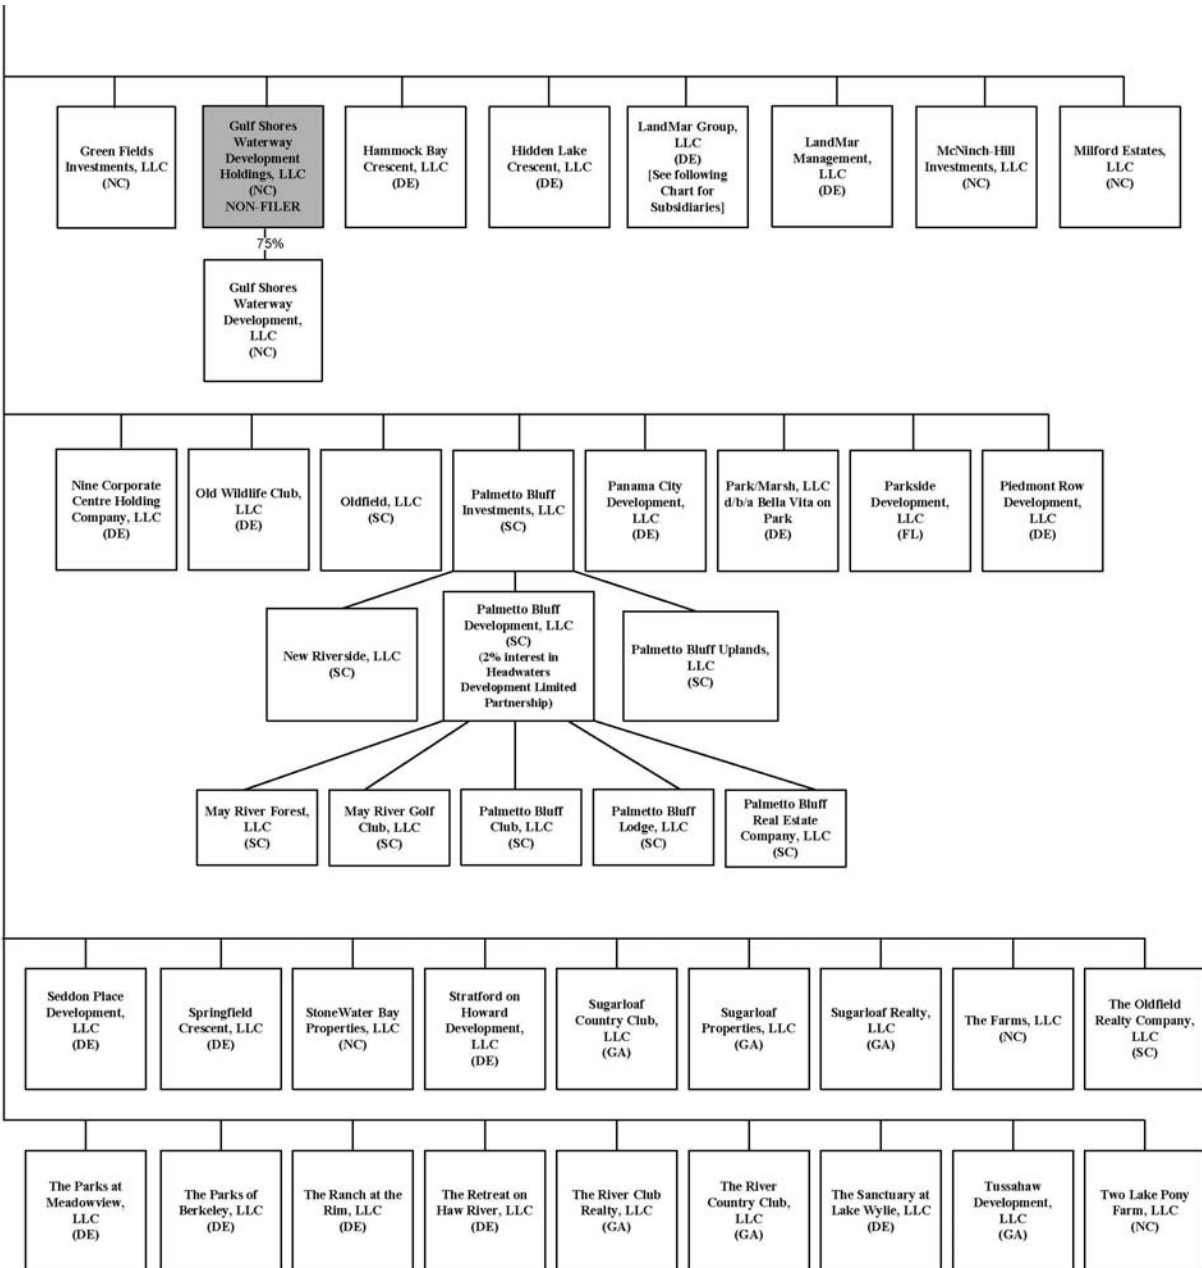 Green Fields
Investments, LLC
(NC)
Gulf Shores
Waterway
Development
Holdings, LLC
(NC)
NON-FILER
Hammock Bay
Crescent, LLC
(DE)
Hidden Lake
Crescent, LLC
(DE)
LandMar Group,
LLC
(DE)
[See following
Chart for
Subsidiaries]
LandMar
Management,
LLC
(DE)
McNinch-Hill
Investments, LLC
(NC)
Milford Estates,
LLC
(NC)
75%
Gulf Shores
Waterway
Development,
LLC
(NC)
Nine Corporate
Centre Holding
Company, LLC
(DE)
Old Wildlife Club,
LLC
(DE)
Oldfield, LLC
(SC)
Palmetto Bluff
Investments, LLC
(SC)
Panama City
Development,
LLC
(DE)
Park/Marsh, LLC
d/b/a Bella Vita on
Park
(DE)
Parkside
Development,
LLC
(FL)
Piedmont Row
Development,
LLC
(DE)
New Riverside, LLC
(SC)
Palmetto Bluff
Development, LLC
(SC)
(2% interest in
Headwaters
Development Limited
Partnership)
Palmetto Bluff Uplands,
LLC
(SC)
May River Forest,
LLC
(SC)
May River Golf
Club, LLC
(SC)
Palmetto Bluff
Club, LLC
(SC)
Palmetto Bluff
Lodge, LLC
(SC)
Palmetto Bluff
Real Estate
Company, LLC
(SC)
Seddon Place
Development,
LLC
(DE)
Springfield
Crescent, LLC
(DE)
StoneWater Bay
Properties, LLC
(NC)
Stratford on
Howard
Development,
LLC
(DE)
Sugarloaf
Country Club,
LLC
(GA)
Sugarloaf
Properties, LLC
(GA)
Sugarloaf Realty,
LLC
(GA)
The Farms, LLC
(NC)
The Oldfield
Realty Company,
LLC
(SC)
The Parks at
Meadowview,
LLC
(DE)
The Parks of
Berkeley, LLC
(DE)
The Ranch at the
Rim, LLC
(DE)
The Retreat on
Haw River, LLC
(DE)
The River Club
Realty, LLC
(GA)
The River
Country Club,
LLC
(GA)
The Sanctuary at
Lake Wylie, LLC
(DE)
Tussahaw
Development,
LLC
(GA)
Two Lake Pony
Farm, LLC
(NC)